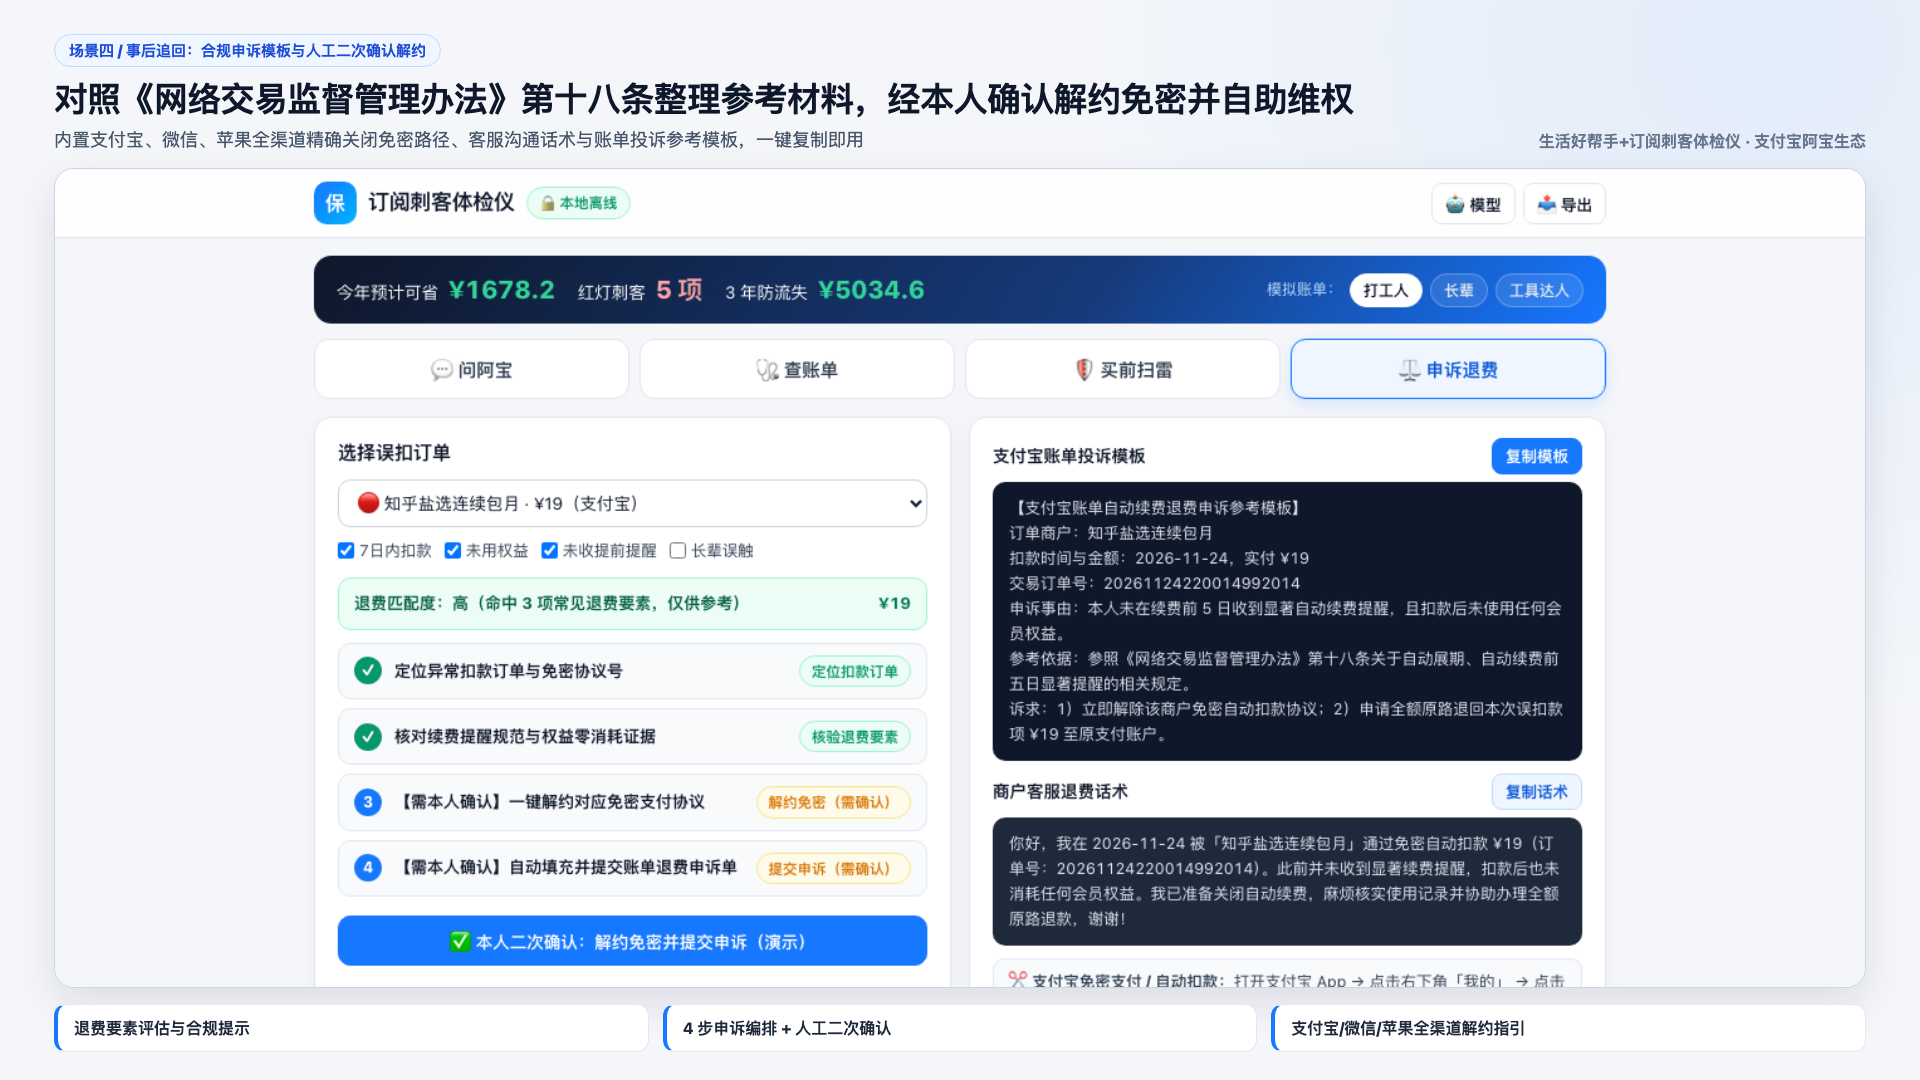 场景四 / 事后追回：合规申诉模板与人工二次确认解约
对照《网络交易监督管理办法》第十八条整理参考材料，经本人确认解约免密并自助维权
内置支付宝、微信、苹果全渠道精确关闭免密路径、客服沟通话术与账单投诉参考模板，一键复制即用
生活好帮手+订阅刺客体检仪 · 支付宝阿宝生态
保 订阅刺客体检仪 🔒 本地离线
🤖 模型
📤 导出
今年预计可省 ¥1678.2 红灯刺客 5 项 3 年防流失 ¥5034.6
模拟账单： 打工人 长辈 工具达人
💬 问阿宝
🩺 查账单
🛡️ 买前扫雷
⚖️ 申诉退费
选择误扣订单
🔴 知乎盐选连续包月 · ¥19（支付宝）
7日内扣款 未用权益 未收提前提醒 长辈误触
退费匹配度：高（命中 3 项常见退费要素，仅供参考） ¥19
✓ 定位异常扣款订单与免密协议号 定位扣款订单
✓ 核对续费提醒规范与权益零消耗证据 核验退费要素
3 【需本人确认】一键解约对应免密支付协议 解约免密（需确认）
4 【需本人确认】自动填充并提交账单退费申诉单 提交申诉（需确认）
✅ 本人二次确认：解约免密并提交申诉（演示）
支付宝账单投诉模板 复制模板
【支付宝账单自动续费退费申诉参考模板】
订单商户：知乎盐选连续包月
扣款时间与金额：2026-11-24，实付 ¥19
交易订单号：20261124220014992014
申诉事由：本人未在续费前 5 日收到显著自动续费提醒，且扣款后未使用任何会
员权益。
参考依据：参照《网络交易监督管理办法》第十八条关于自动展期、自动续费前
五日显著提醒的相关规定。
诉求：1）立即解除该商户免密自动扣款协议；2）申请全额原路退回本次误扣款
项 ¥19 至原支付账户。
商户客服退费话术 复制话术
你好，我在 2026-11-24 被「知乎盐选连续包月」通过免密自动扣款 ¥19（订
单号：20261124220014992014）。此前并未收到显著续费提醒，扣款后也未
消耗任何会员权益。我已准备关闭自动续费，麻烦核实使用记录并协助办理全额
原路退款，谢谢！
✂️ 支付宝免密支付 / 自动扣款：打开支付宝 App → 点击右下角「我的」 → 点击
退费要素评估与合规提示
4 步申诉编排 + 人工二次确认
支付宝/微信/苹果全渠道解约指引